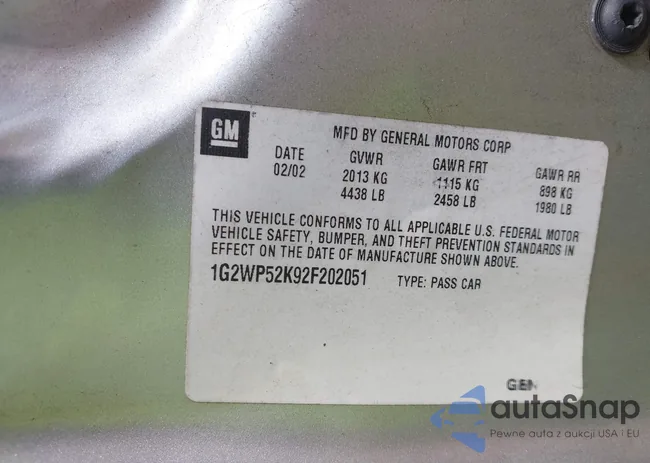 GM
MFD BY GENERAL MOTORS CORP
DATE GVWR GAWR FRT GAWR RR
02/02 2013 KG 1115 KG 898 KG
4438 LB 2458 LB 1980 LB
THIS VEHICLE CONFORMS TO ALL APPLICABLE U.S. FEDERAL MOTOR
VEHICLE SAFETY, BUMPER, AND THEFT PREVENTION STANDARDS IN
EFFECT ON THE DATE OF MANUFACTURE SHOWN ABOVE.
1G2WP52K92F202051 TYPE: PASS CAR
GEN
autaSnap
Pewne auta z aukcji USA i EU